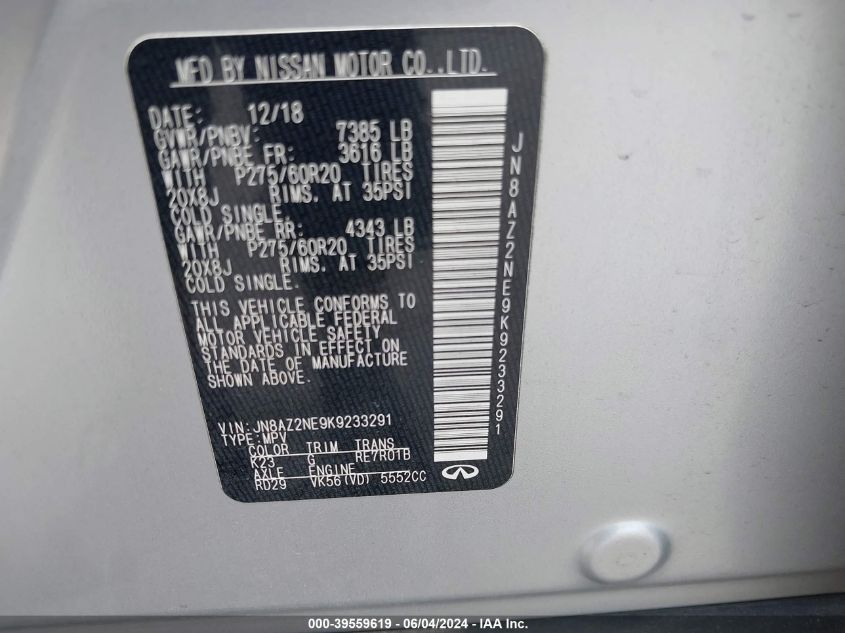 MFD BY NISSAN MOTOR CO.,LTD.
DATE: 12/18
GVWR/PNBV: 7385 LB
GAWR/PNBE FR: 3616 LB
WITH P275/60R20 TIRES
20X8J RIMS. AT 35PSI
COLD SINGLE.
GAWR/PNBE RR: 4343 LB
WITH P275/60R20 TIRES
20X8J RIMS. AT 35PSI
COLD SINGLE.
THIS VEHICLE CONFORMS TO
ALL APPLICABLE FEDERAL
MOTOR VEHICLE SAFETY
STANDARDS IN EFFECT ON
THE DATE OF MANUFACTURE
SHOWN ABOVE.
VIN: JN8AZ2NE9K9233291
TYPE: MPV
COLOR TRIM TRANS
K23 G RE7R01B
AXLE ENGINE
RD29 VK56(VD) 5552CC
JN8AZ2NE9K9233291
000-39559619 - 06/04/2024 - IAA Inc.